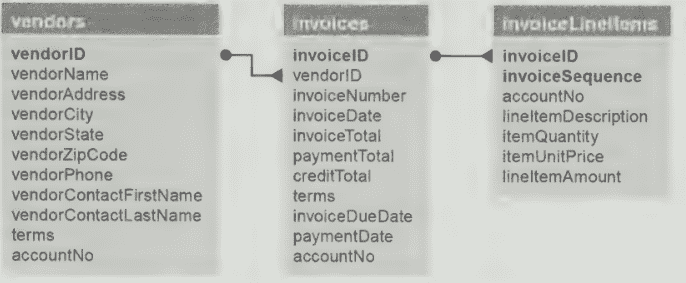 vendors
vendorID
vendorName
vendorAddress
vendorCity
vendorState
vendorZipCode
vendorPhone
vendorContactFirstName
vendorContactLastName
terms
accountNo
invoices
invoiceID
vendorID
invoiceNumber
invoiceDate
invoiceTotal
paymentTotal
creditTotal
terms
invoiceDueDate
paymentDate
accountNo
invoiceLineItems
invoiceID
invoiceSequence
accountNo
lineItemDescription
itemQuantity
itemUnitPrice
lineItemAmount